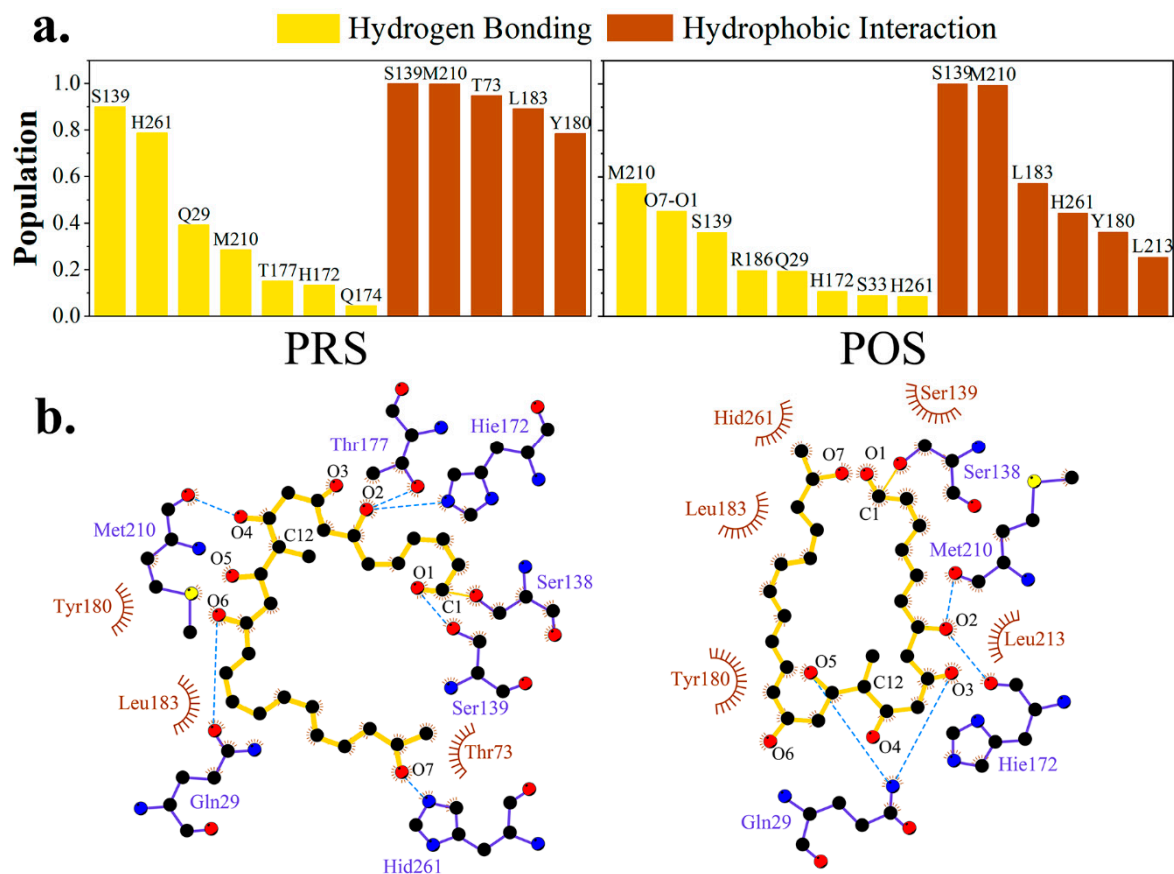 a.
Hydrogen Bonding Hydrophobic Interaction
Population
1.0
0.8
0.6
0.4
0.2
0.0
S139
H261
Q29
M210
T177
H172
Q174
S139
M210
T73
L183
Y180
PRS
M210
O7-O1
S139
R186
Q29
H172
S33
H261
S139
M210
L183
H261
Y180
L213
POS
b.
Thr177
Hie172
O3
O2
O4
Met210
C12
O5
O1
Ser138
C1
O6
Tyr180
Leu183
Ser139
Thr73
O7
Gln29
Hid261
Ser139
Hid261
O7
O1
Ser138
C1
Leu183
Met210
O2
Leu213
Tyr180
O5
C12
O3
O4
O6
Hie172
Gln29